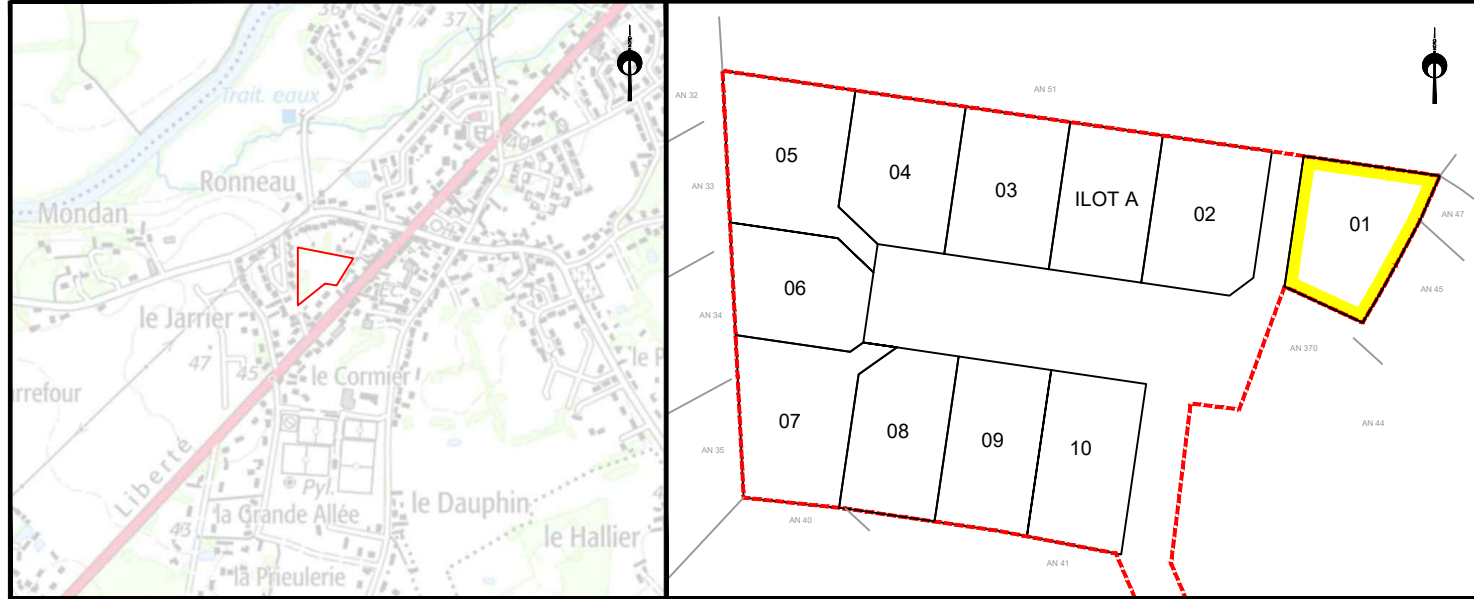 36
37
Trait. eaux
40
Ronneau
Mondan
le Jarrier
47
45
le Cormier
Liberté
Pyl.
le Dauphin
la Grande Allée
43
le Hallier
la Prieulerie
AN 32
AN 51
05
04
03
ILOT A
02
01
AN 33
AN 47
06
AN 45
AN 34
AN 370
07
08
09
10
AN 44
AN 35
AN 40
AN 41